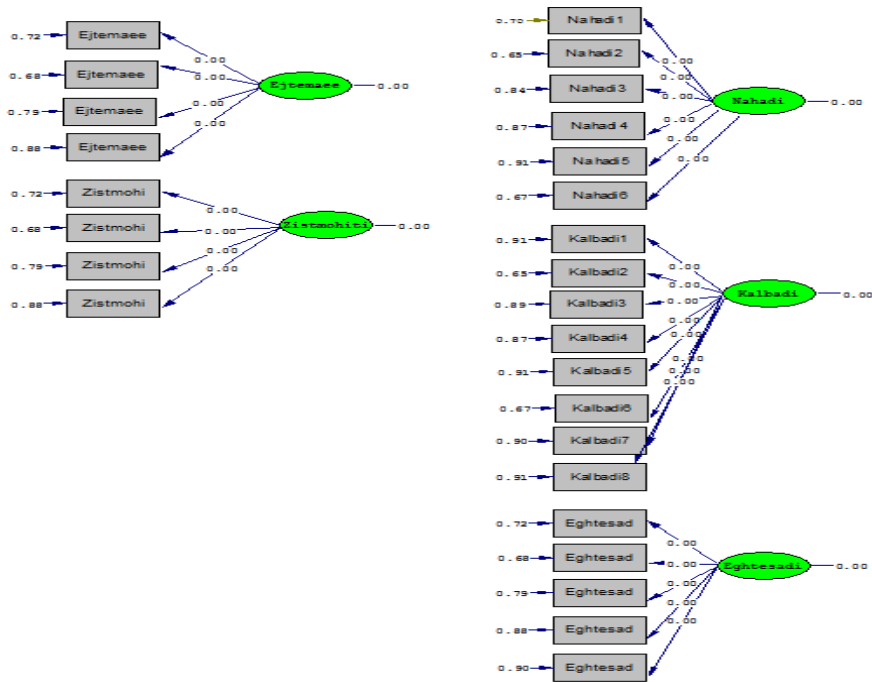 0.72 Ejtemaee
0.68 Ejtemaee
0.79 Ejtemaee
0.88 Ejtemaee
0.00
0.00
0.00
0.00
Ejtemaee 0.00
0.72 Zistmohi
0.68 Zistmohi
0.79 Zistmohi
0.88 Zistmohi
0.00
0.00
0.00
0.00
Zistmohiti 0.00
0.70 Nahadi1
0.65 Nahadi2
0.84 Nahadi3
0.87 Nahadi4
0.91 Nahadi5
0.67 Nahadi6
0.00
0.00
0.00
0.00
0.00
0.00
Nahadi 0.00
0.91 Kalbadi1
0.65 Kalbadi2
0.89 Kalbadi3
0.87 Kalbadi4
0.91 Kalbadi5
0.67 Kalbadi6
0.90 Kalbadi7
0.91 Kalbadi8
0.00
0.00
0.00
0.00
0.00
0.00
0.00
0.00
Kalbadi 0.00
0.72 Eghtesad
0.68 Eghtesad
0.79 Eghtesad
0.88 Eghtesad
0.90 Eghtesad
0.00
0.00
0.00
0.00
0.00
Eghtesadi 0.00